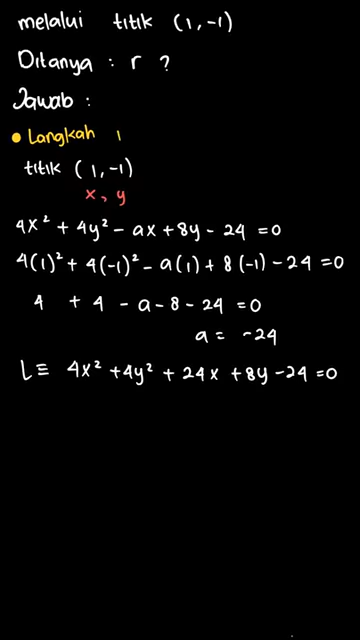 melalui titik (1,-1)
Ditanya : r ?
Jawab :
• Langkah 1
titik (1,-1)
x, y
4x² + 4y² - ax + 8y - 24 = 0
4(1)² + 4(-1)² - a(1) + 8(-1) - 24 = 0
4 + 4 - a - 8 - 24 = 0
a = -24
L ≡ 4x² + 4y² + 24x + 8y - 24 = 0